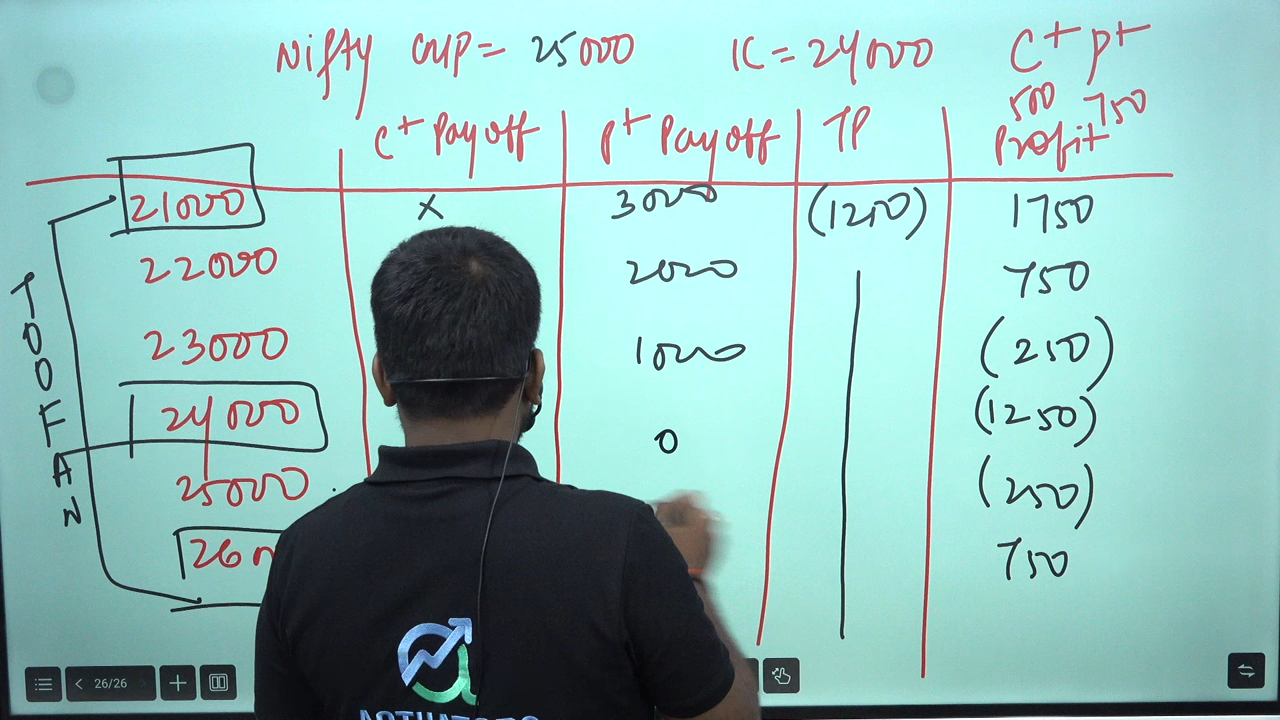 Nifty CMP = 25000 IC = 24000 C+ P+
500 750
C+ Payoff P+ Payoff TP Profit
21000 x 3000 (1250) 1750
22000 2000 750
23000 1000 (250)
24000 0 (1250)
25000 (250)
750
TOOFAN
26/26